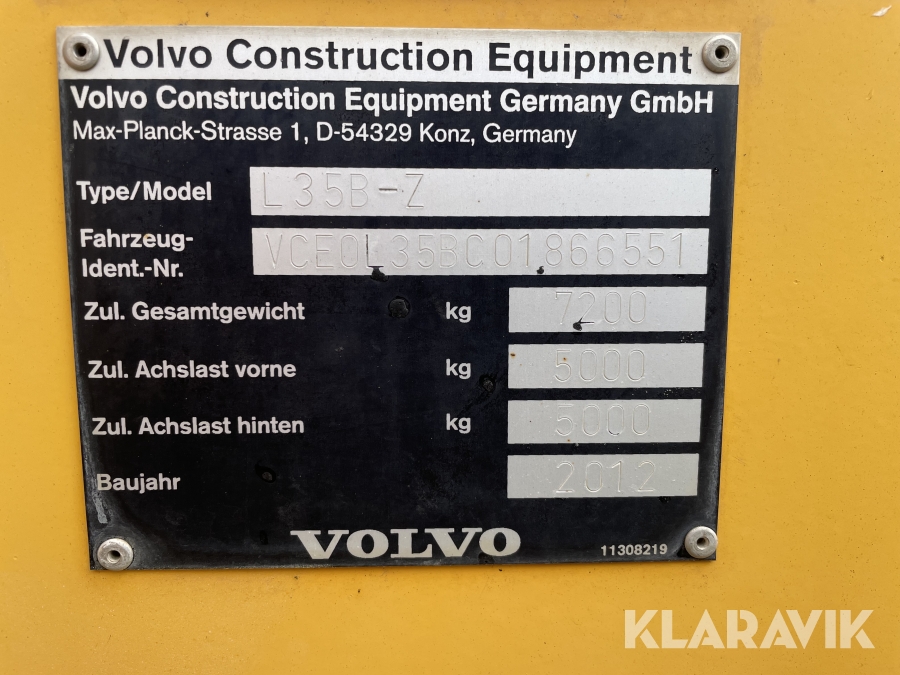 Volvo Construction Equipment
Volvo Construction Equipment Germany GmbH
Max-Planck-Strasse 1, D-54329 Konz, Germany
Type/Model L35B-Z
Fahrzeug-
Ident.-Nr. VCE0L35BC01866551
Zul. Gesamtgewicht kg 7200
Zul. Achslast vorne kg 5000
Zul. Achslast hinten kg 5000
Baujahr 2012
VOLVO 11308219
KLARAVIK